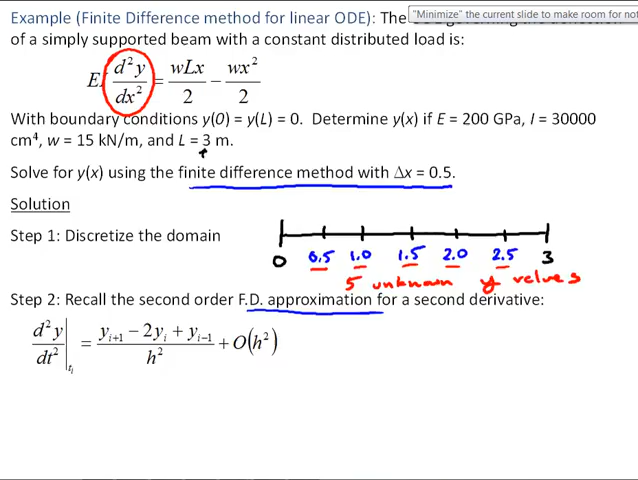 Example (Finite Difference method for linear ODE): The
"Minimize" the current slide to make room for not
of a simply supported beam with a constant distributed load is:
EI d²y/dx² = wLx/2 − wx²/2
With boundary conditions y(0) = y(L) = 0.  Determine y(x) if E = 200 GPa, I = 30000
cm⁴, w = 15 kN/m, and L = 3 m.
Solve for y(x) using the finite difference method with Δx = 0.5.
Solution
Step 1: Discretize the domain
0 0.5 1.0 1.5 2.0 2.5 3
5 unknown y values
Step 2: Recall the second order F.D. approximation for a second derivative:
d²y/dt² |tᵢ = (yᵢ₊₁ − 2yᵢ + yᵢ₋₁)/h² + O(h²)